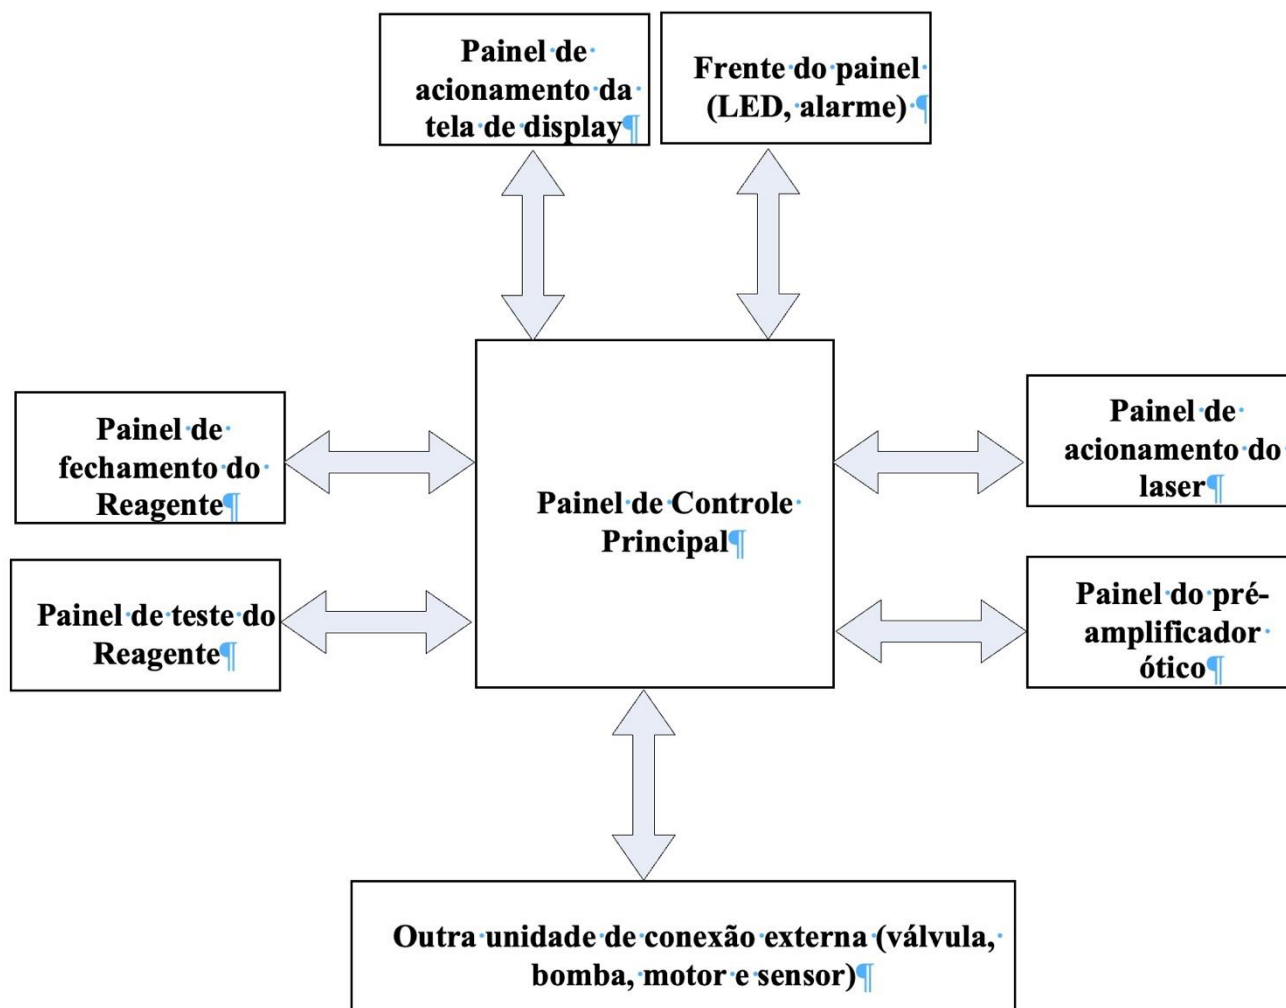 Painel de
acionamento da
tela de display¶
Frente do painel
(LED, alarme) ¶
Painel de
fechamento do
Reagente¶
Painel de Controle
Principal¶
Painel de
acionamento do
laser¶
Painel de teste do
Reagente¶
Painel do pré-
amplificador
ótico¶
Outra unidade de conexão externa (válvula,
bomba, motor e sensor)¶